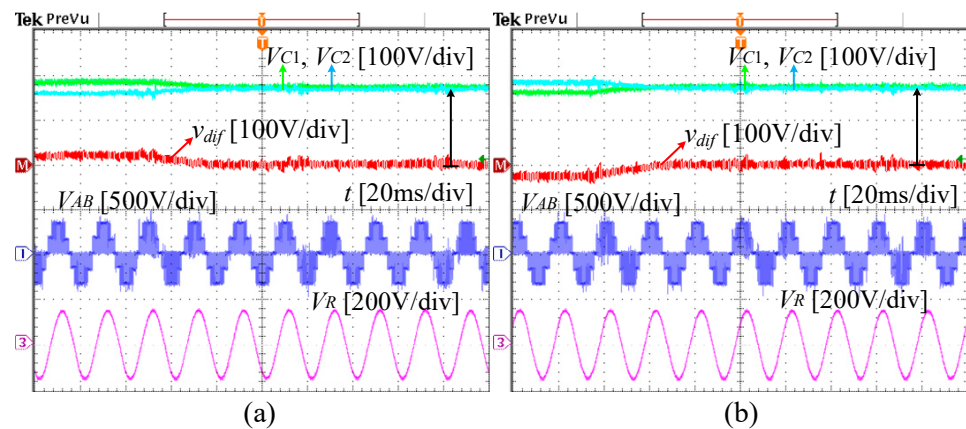 Tek PreVu
T
T
VC1, VC2 [100V/div]
vdif [100V/div]
M
t [20ms/div]
VAB [500V/div]
1
VR [200V/div]
3
(a)
Tek PreVu
T
T
VC1, VC2 [100V/div]
vdif [100V/div]
M
t [20ms/div]
VAB [500V/div]
1
VR [200V/div]
3
(b)